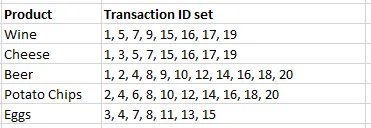 Product Transaction ID set
Wine 1, 5, 7, 9, 15, 16, 17, 19
Cheese 1, 3, 5, 7, 15, 16, 17, 19
Beer 1, 2, 4, 8, 9, 10, 12, 14, 16, 18, 20
Potato Chips 2, 4, 6, 8, 10, 12, 14, 16, 18, 20
Eggs 3, 4, 7, 8, 11, 13, 15